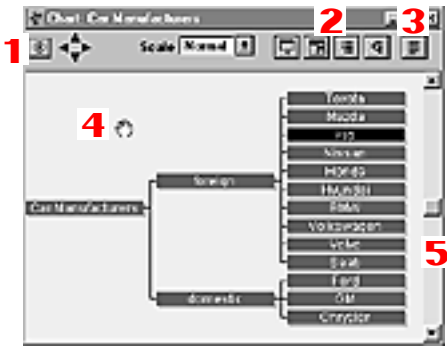 Chart: Car Manufacturers
2
3
1
Scale Normal
4
Toyota
Mazda
Nissan
Honda
Hyundai
foreign
BMW
Car Manufacturers
Volkswagen
Volvo
Saab
5
Ford
domestic
GM
Chrysler